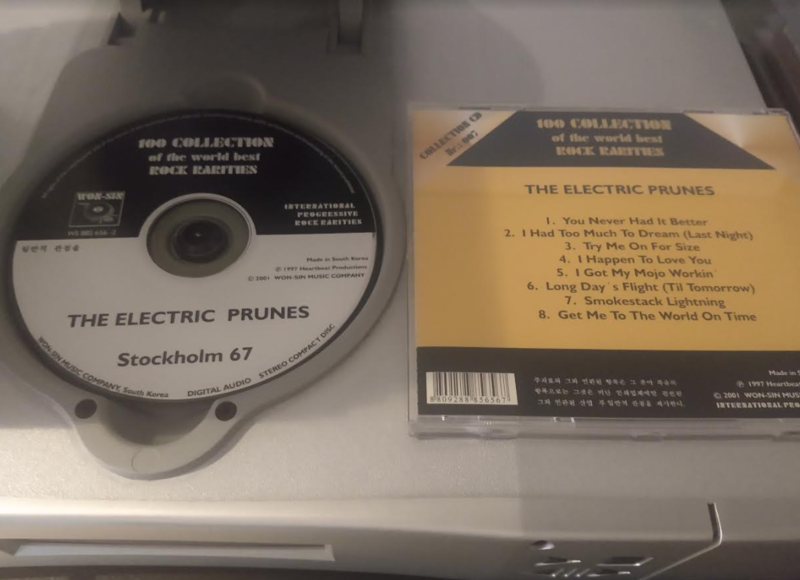 100 COLLECTION
of the world best
ROCK RARITIES
WON-SIN
INTERNATIONAL
PROGRESSIVE
ROCK RARITIES
Made in South Korea
℗ 1997 Heartbeat Productions
© 2001 WON-SIN MUSIC COMPANY
THE ELECTRIC PRUNES
Stockholm 67
WON-SIN MUSIC COMPANY, South Korea
DIGITAL AUDIO
STEREO COMPACT DISC
COLLECTION CD
100 COLLECTION
of the world best
ROCK RARITIES
THE ELECTRIC PRUNES
1. You Never Had It Better
2. I Had Too Much To Dream (Last Night)
3. Try Me On For Size
4. I Happen To Love You
5. I Got My Mojo Workin´
6. Long Day´s Flight (Til Tomorrow)
7. Smokestack Lightning
8. Get Me To The World On Time
Made in S
℗ 1997 Heartbeat
© 2001 WON-SIN MUS
INTERNATIONAL PROG